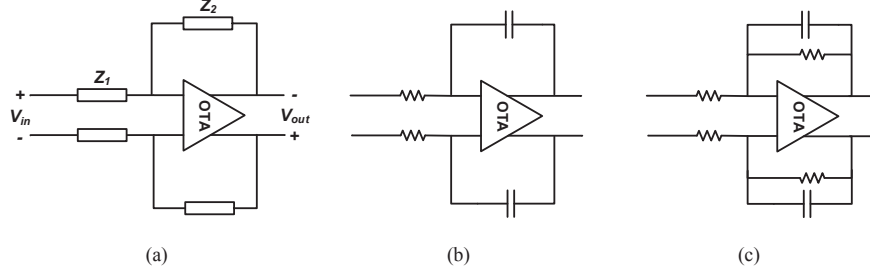 Z2
Z1
+
-
Vin
OTA
Vout
-
+
OTA
OTA
(a)
(b)
(c)